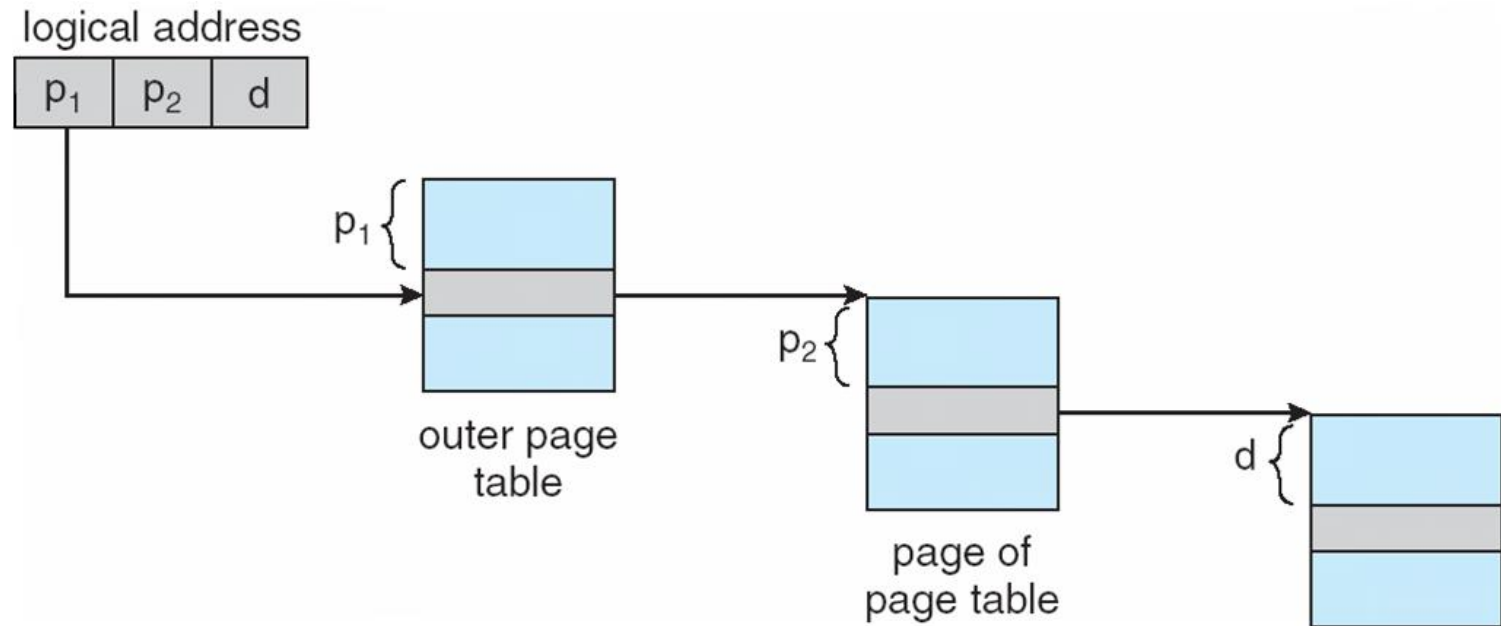 logical address
p₁ p₂ d
p₁
outer page
table
p₂
page of
page table
d